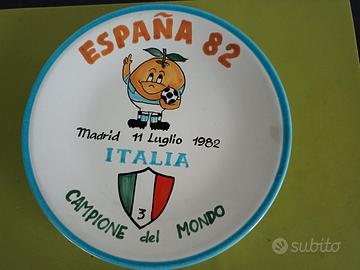 ESPAÑA 82
Madrid 11 Luglio 1982
ITALIA
3
CAMPIONE del MONDO
subito